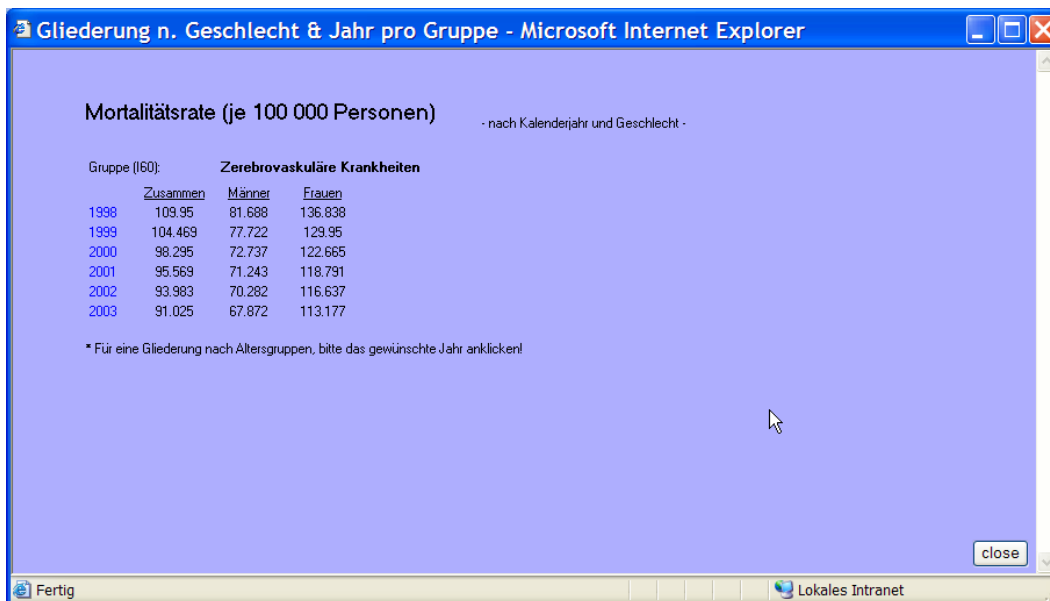 Gliederung n. Geschlecht & Jahr pro Gruppe - Microsoft Internet Explorer
Mortalitätsrate (je 100 000 Personen) - nach Kalenderjahr und Geschlecht -
Gruppe (I60): Zerebrovaskuläre Krankheiten
Zusammen Männer Frauen
1998 109.95 81.688 136.838
1999 104.469 77.722 129.95
2000 98.295 72.737 122.665
2001 95.569 71.243 118.791
2002 93.983 70.282 116.637
2003 91.025 67.872 113.177
* Für eine Gliederung nach Altersgruppen, bitte das gewünschte Jahr anklicken!
close
Fertig Lokales Intranet